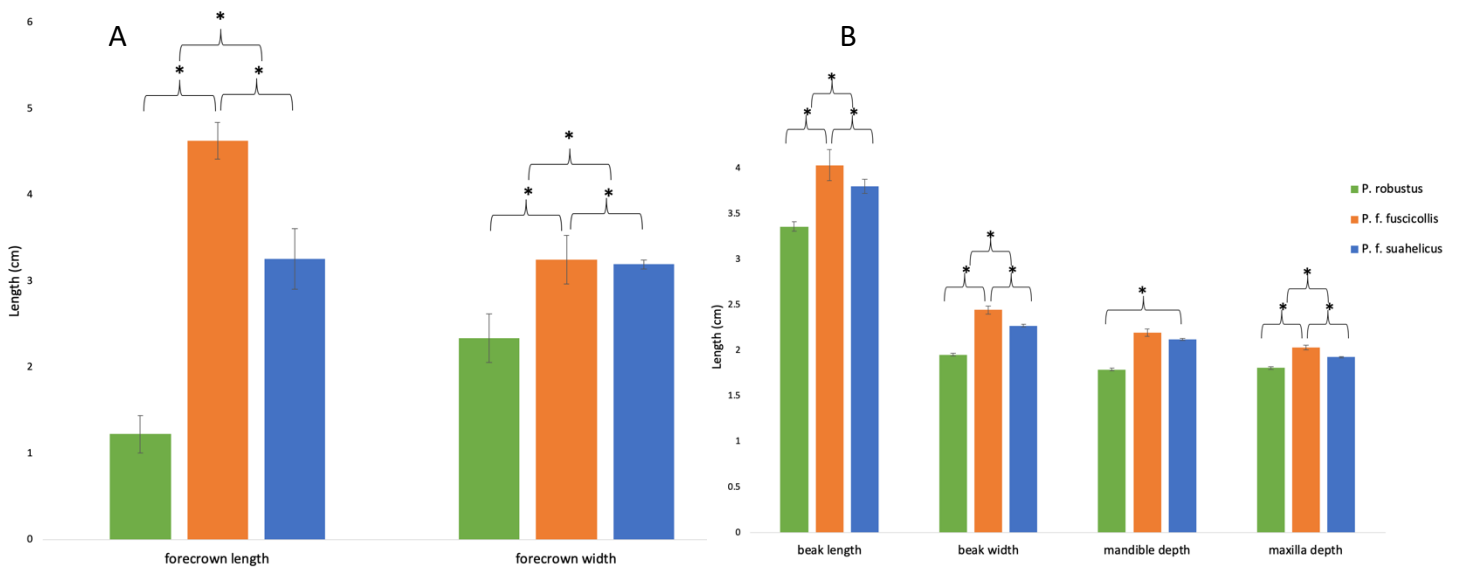 A
Length (cm)
6
5
4
3
2
1
0
*
*
*
*
*
*
forecrown length
forecrown width
B
Length (cm)
4
3.5
3
2.5
2
1.5
1
0.5
0
*
*
*
*
*
*
*
*
*
*
beak length
beak width
mandible depth
maxilla depth
P. robustus
P. f. fuscicollis
P. f. suahelicus